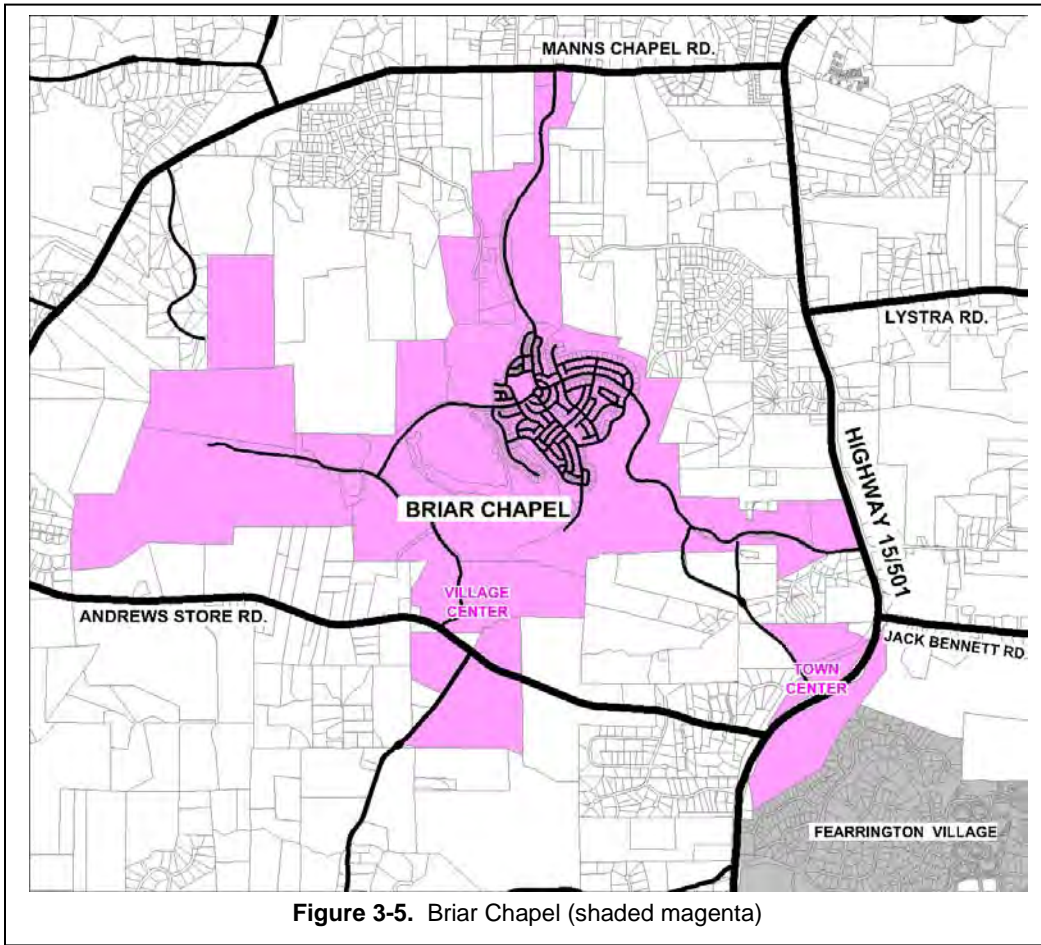 MANNS CHAPEL RD.
LYSTRA RD.
HIGHWAY 15/501
BRIAR CHAPEL
VILLAGE
CENTER
ANDREWS STORE RD.
JACK BENNETT RD
TOWN
CENTER
FEARRINGTON VILLAGE
Figure 3-5. Briar Chapel (shaded magenta)